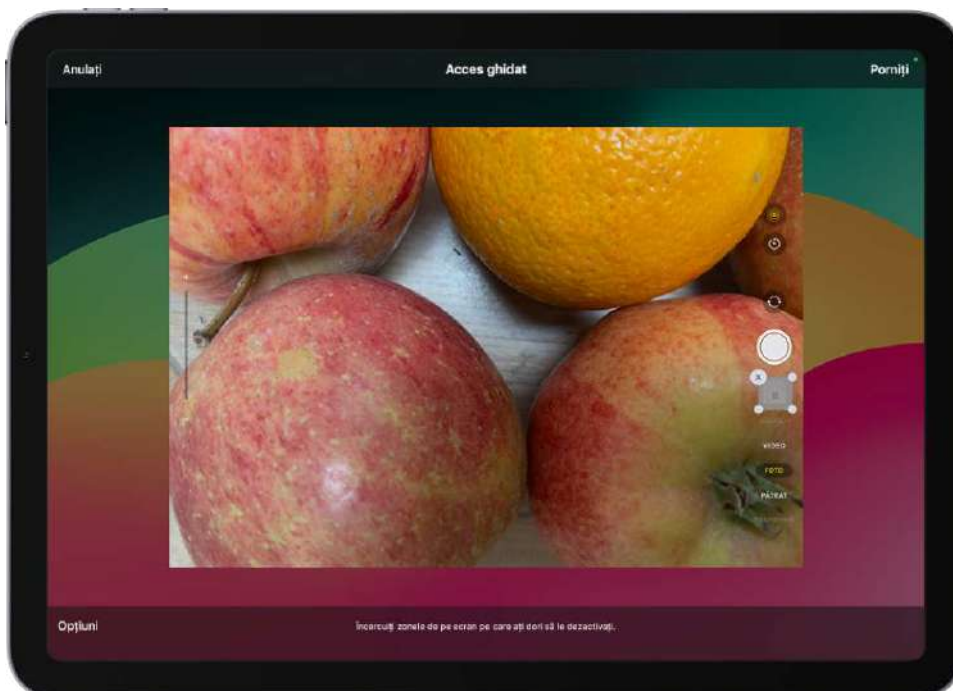 Anulați
Acces ghidat
Porniți
VIDEO
FOTO
PĂTRAT
Opțiuni
Încercuiți zonele de pe ecran pe care ați dori să le dezactivați.